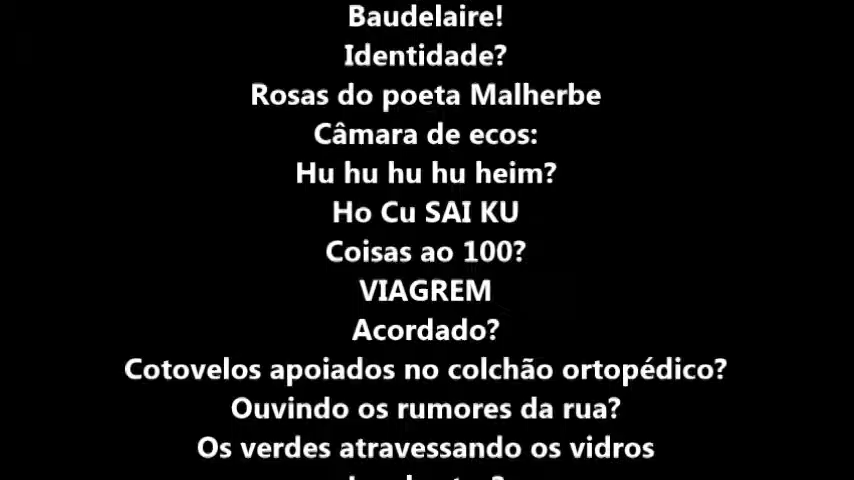 Baudelaire!
Identidade?
Rosas do poeta Malherbe
Câmara de ecos:
Hu hu hu hu heim?
Ho Cu SAI KU
Coisas ao 100?
VIAGREM
Acordado?
Cotovelos apoiados no colchão ortopédico?
Ouvindo os rumores da rua?
Os verdes atravessando os vidros